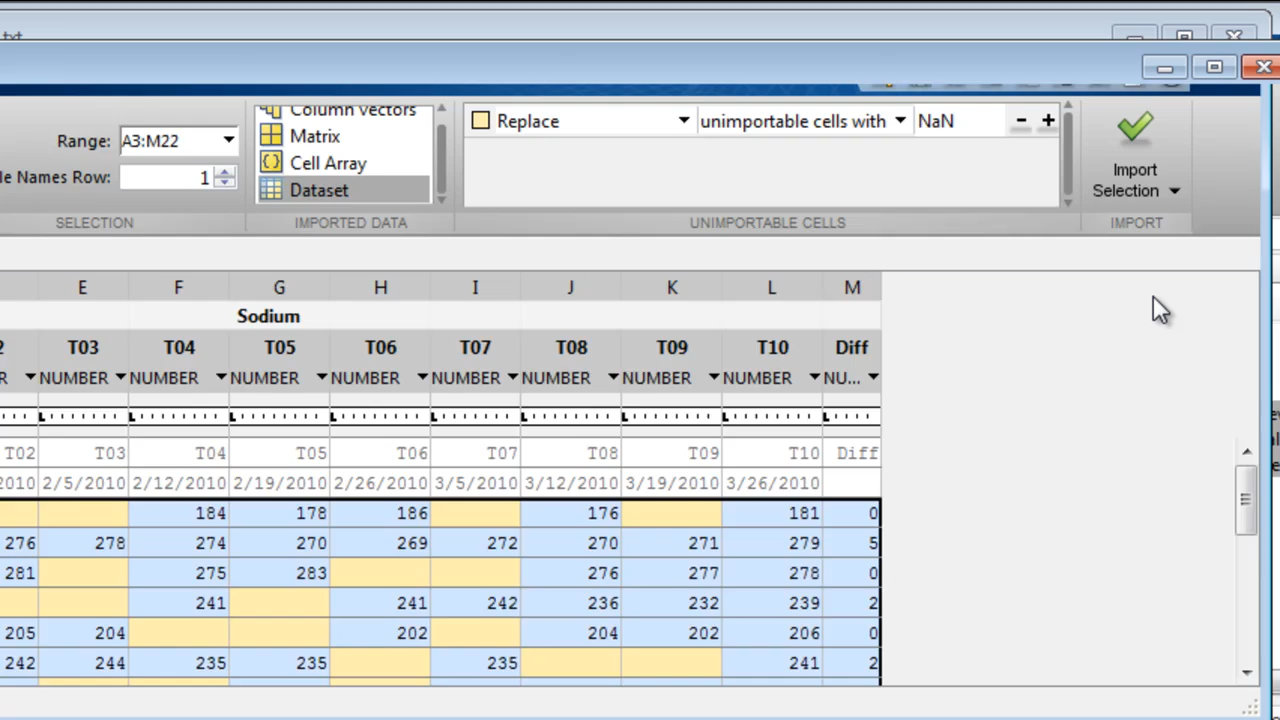 .txt
Column vectors
Range: A3:M22
Replace unimportable cells with NaN - +
Matrix
le Names Row: 1
Cell Array
Import
Selection
Dataset
SELECTION IMPORTED DATA UNIMPORTABLE CELLS IMPORT
E F G H I J K L M
Sodium
2 T03 T04 T05 T06 T07 T08 T09 T10 Diff
R NUMBER NUMBER NUMBER NUMBER NUMBER NUMBER NUMBER NUMBER NU...
T02 T03 T04 T05 T06 T07 T08 T09 T10 Diff
2010 2/5/2010 2/12/2010 2/19/2010 2/26/2010 3/5/2010 3/12/2010 3/19/2010 3/26/2010
184 178 186 176 181 0
276 278 274 270 269 272 270 271 279 5
281 275 283 276 277 278 0
241 241 242 236 232 239 2
205 204 202 204 202 206 0
242 244 235 235 235 241 2